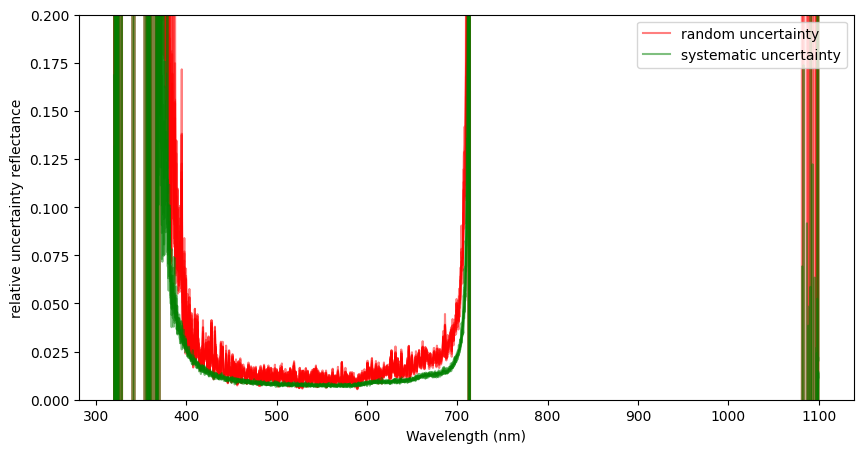 random uncertainty
systematic uncertainty
relative uncertainty reflectance
0.200
0.175
0.150
0.125
0.100
0.075
0.050
0.025
0.000
300 400 500 600 700 800 900 1000 1100
Wavelength (nm)